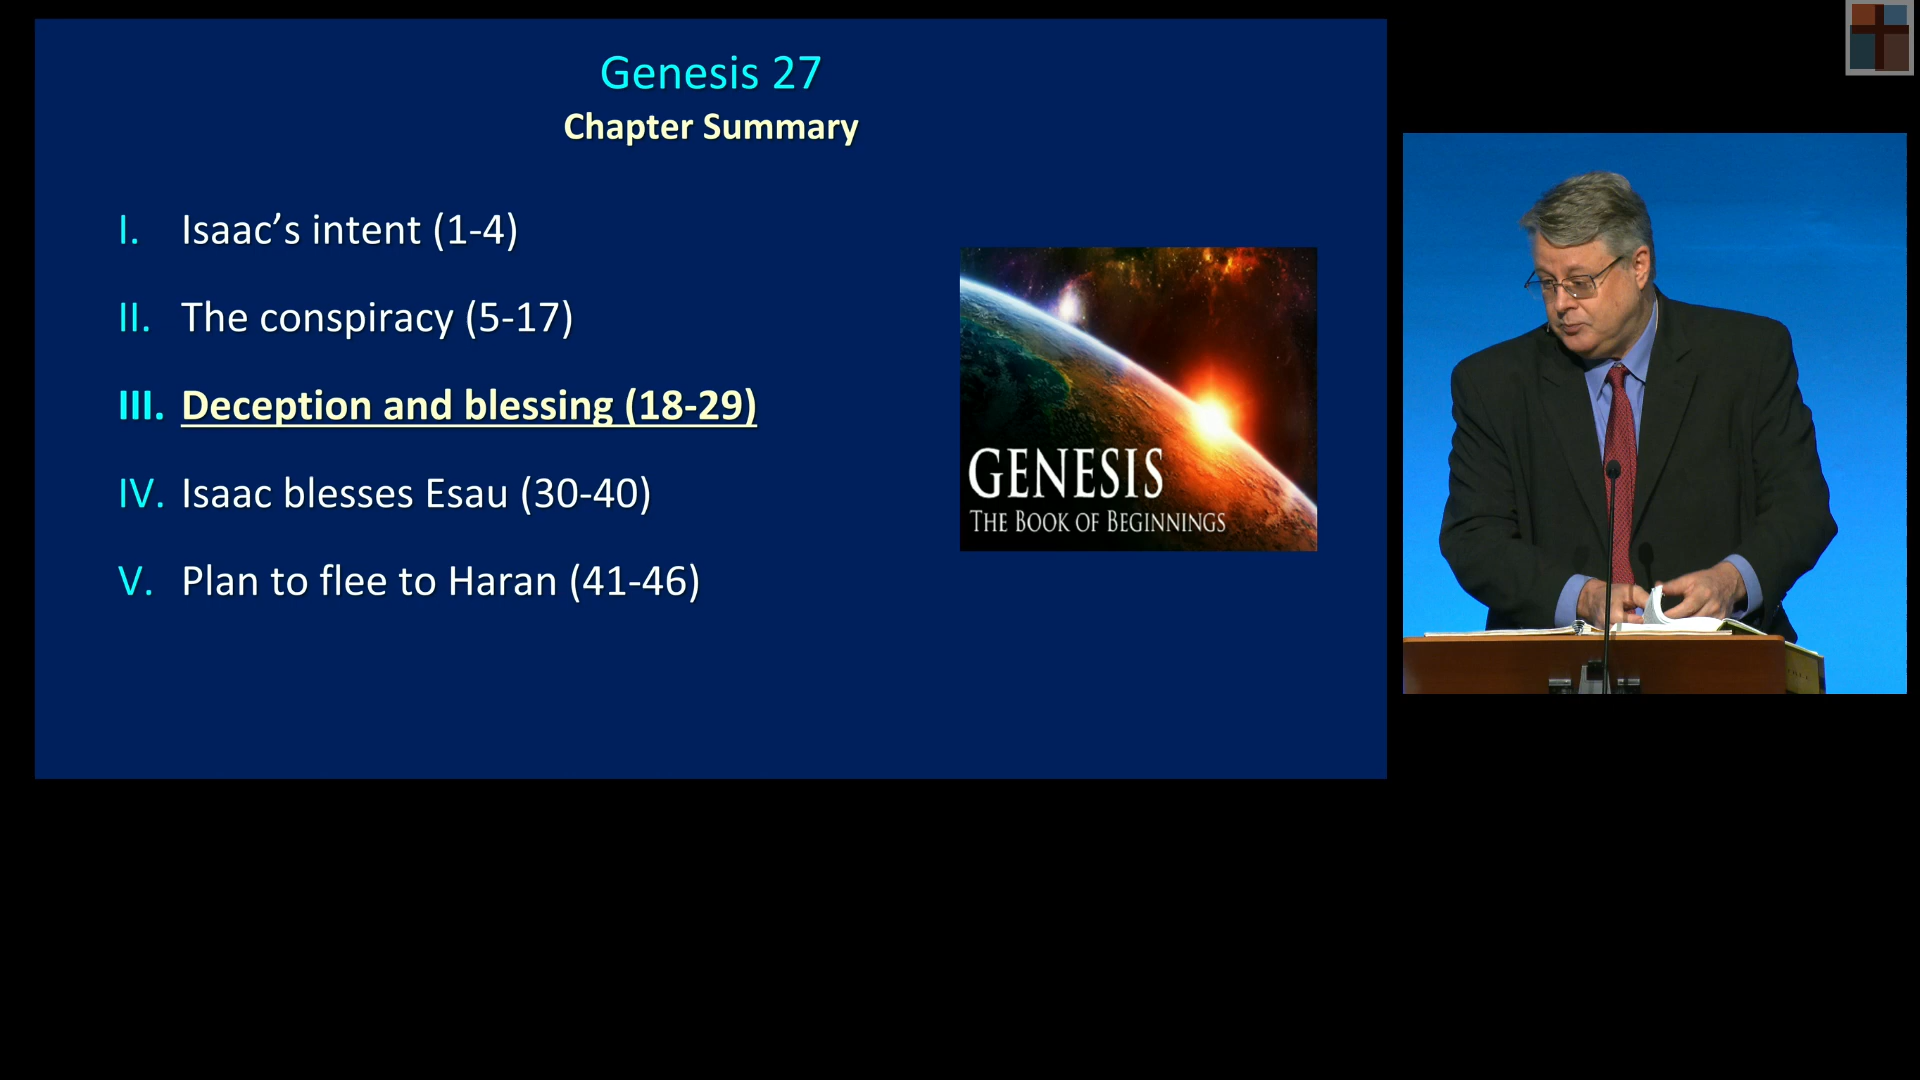 Genesis 27
Chapter Summary
I. Isaac’s intent (1-4)
II. The conspiracy (5-17)
III. Deception and blessing (18-29)
IV. Isaac blesses Esau (30-40)
V. Plan to flee to Haran (41-46)
GENESIS
THE BOOK OF BEGINNINGS